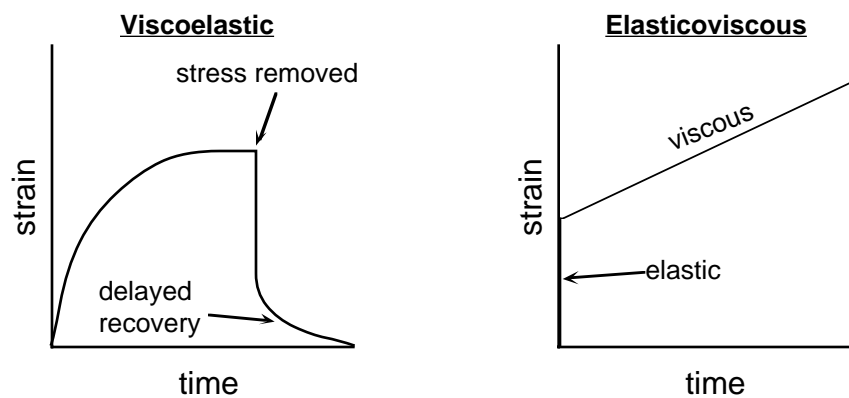 Viscoelastic
stress removed
strain
delayed
recovery
time
Elasticoviscous
viscous
strain
elastic
time